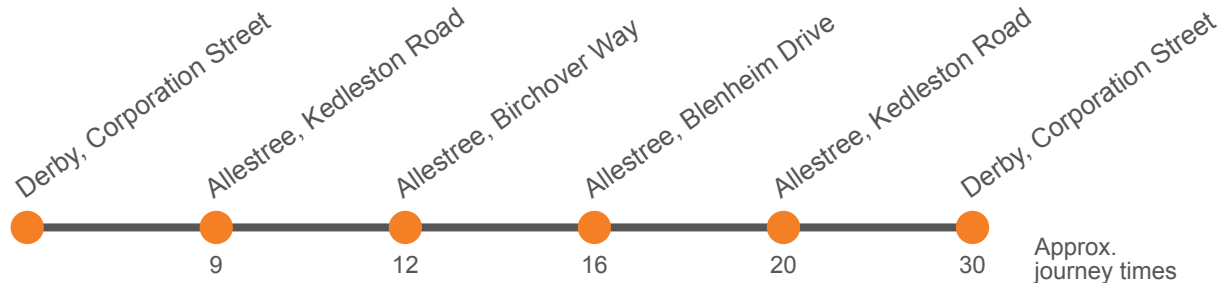 Derby, Corporation Street
Allestree, Kedleston Road
Allestree, Birchover Way
Allestree, Blenheim Drive
Allestree, Kedleston Road
Derby, Corporation Street
9
12
16
20
30
Approx.
journey times